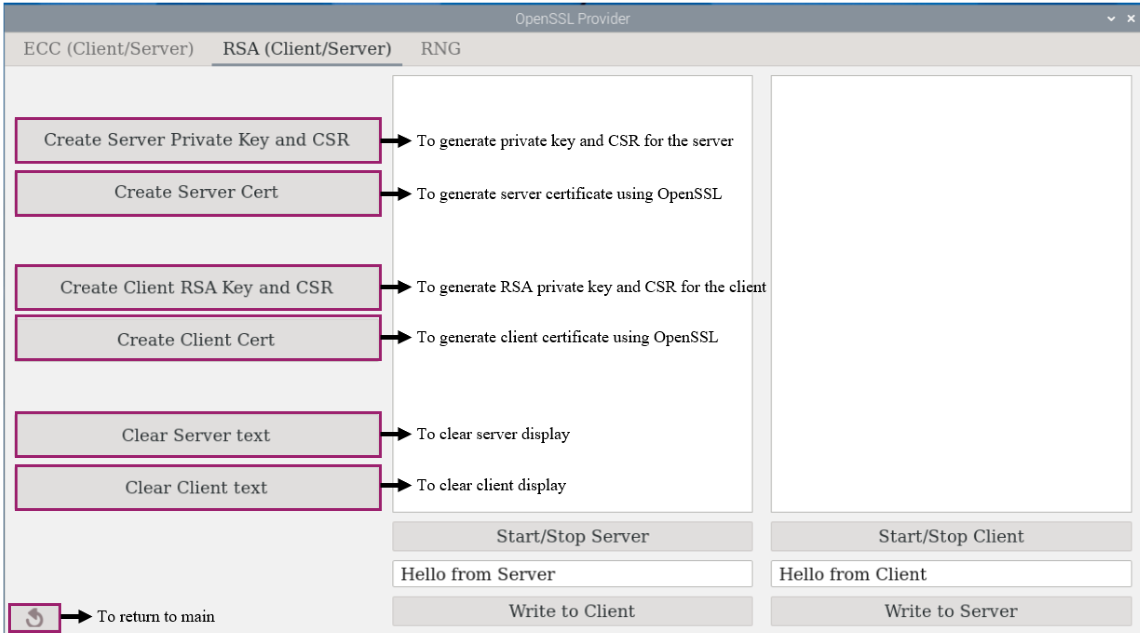 OpenSSL Provider
ECC (Client/Server) RSA (Client/Server) RNG
Create Server Private Key and CSR To generate private key and CSR for the server
Create Server Cert To generate server certificate using OpenSSL
Create Client RSA Key and CSR To generate RSA private key and CSR for the client
Create Client Cert To generate client certificate using OpenSSL
Clear Server text To clear server display
Clear Client text To clear client display
Start/Stop Server Start/Stop Client
Hello from Server Hello from Client
To return to main Write to Client Write to Server